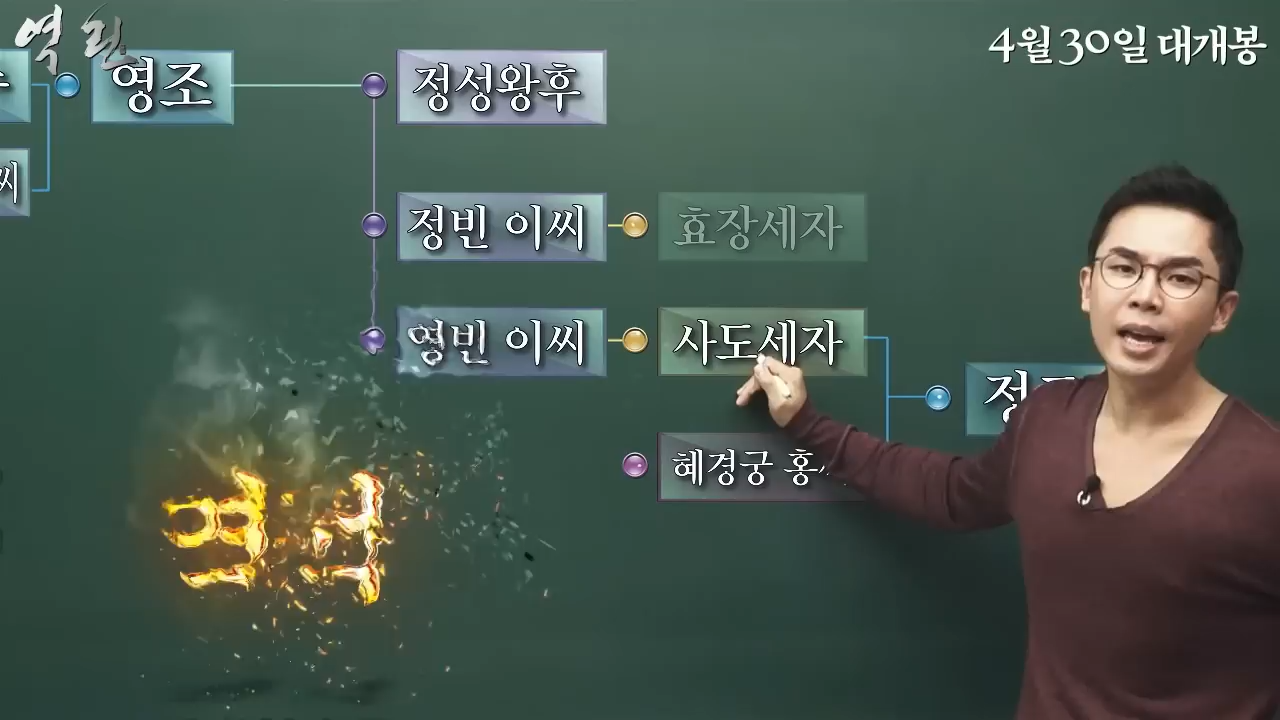 역린
4월 30일 대개봉
영조
정성왕후
씨
정빈 이씨
효장세자
영빈 이씨
사도세자
혜경궁 홍